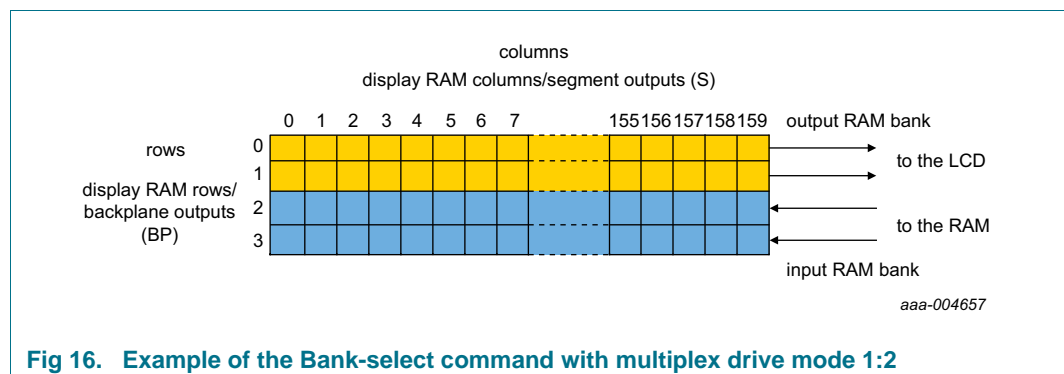 columns
display RAM columns/segment outputs (S)
0 1 2 3 4 5 6 7 155 156 157 158 159 output RAM bank
rows
0
to the LCD
1
display RAM rows/
backplane outputs
(BP)
2
to the RAM
3
input RAM bank
aaa-004657
Fig 16. Example of the Bank-select command with multiplex drive mode 1:2